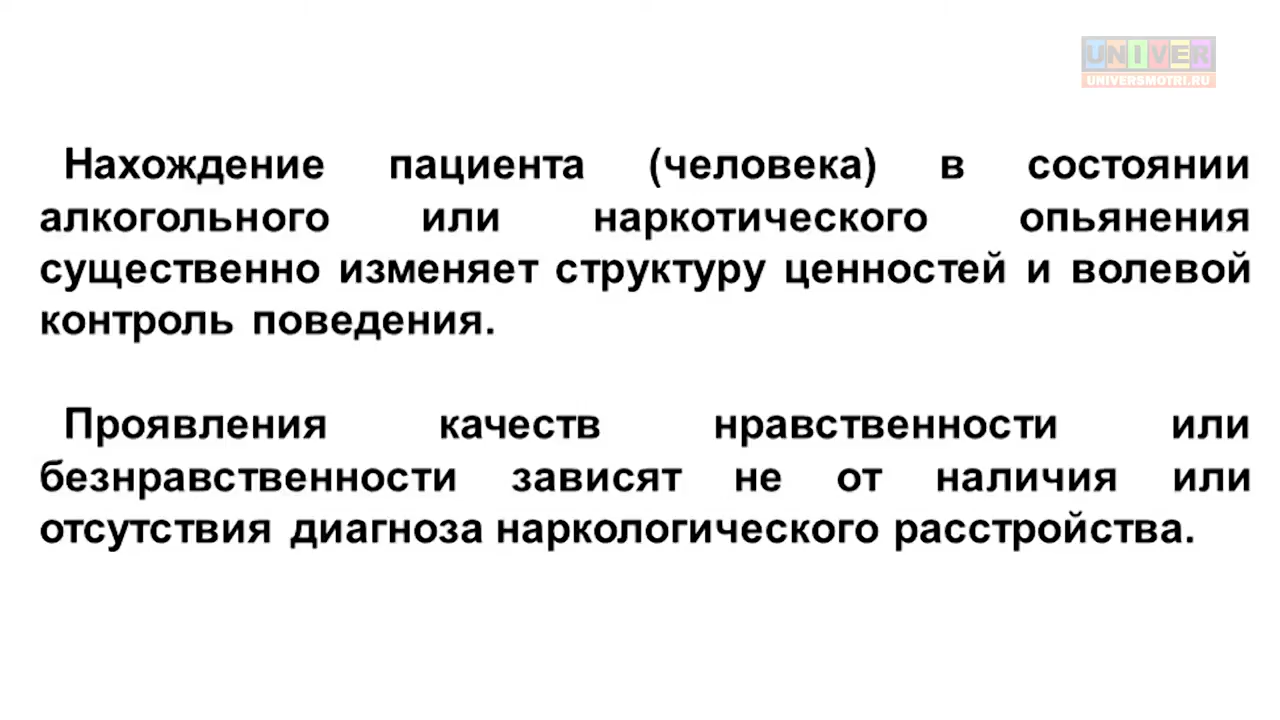 UNIVER
UNIVERSMOTRI.RU
Нахождение пациента (человека) в состоянии
алкогольного или наркотического опьянения
существенно изменяет структуру ценностей и волевой
контроль поведения.
Проявления качеств нравственности или
безнравственности зависят не от наличия или
отсутствия диагноза наркологического расстройства.